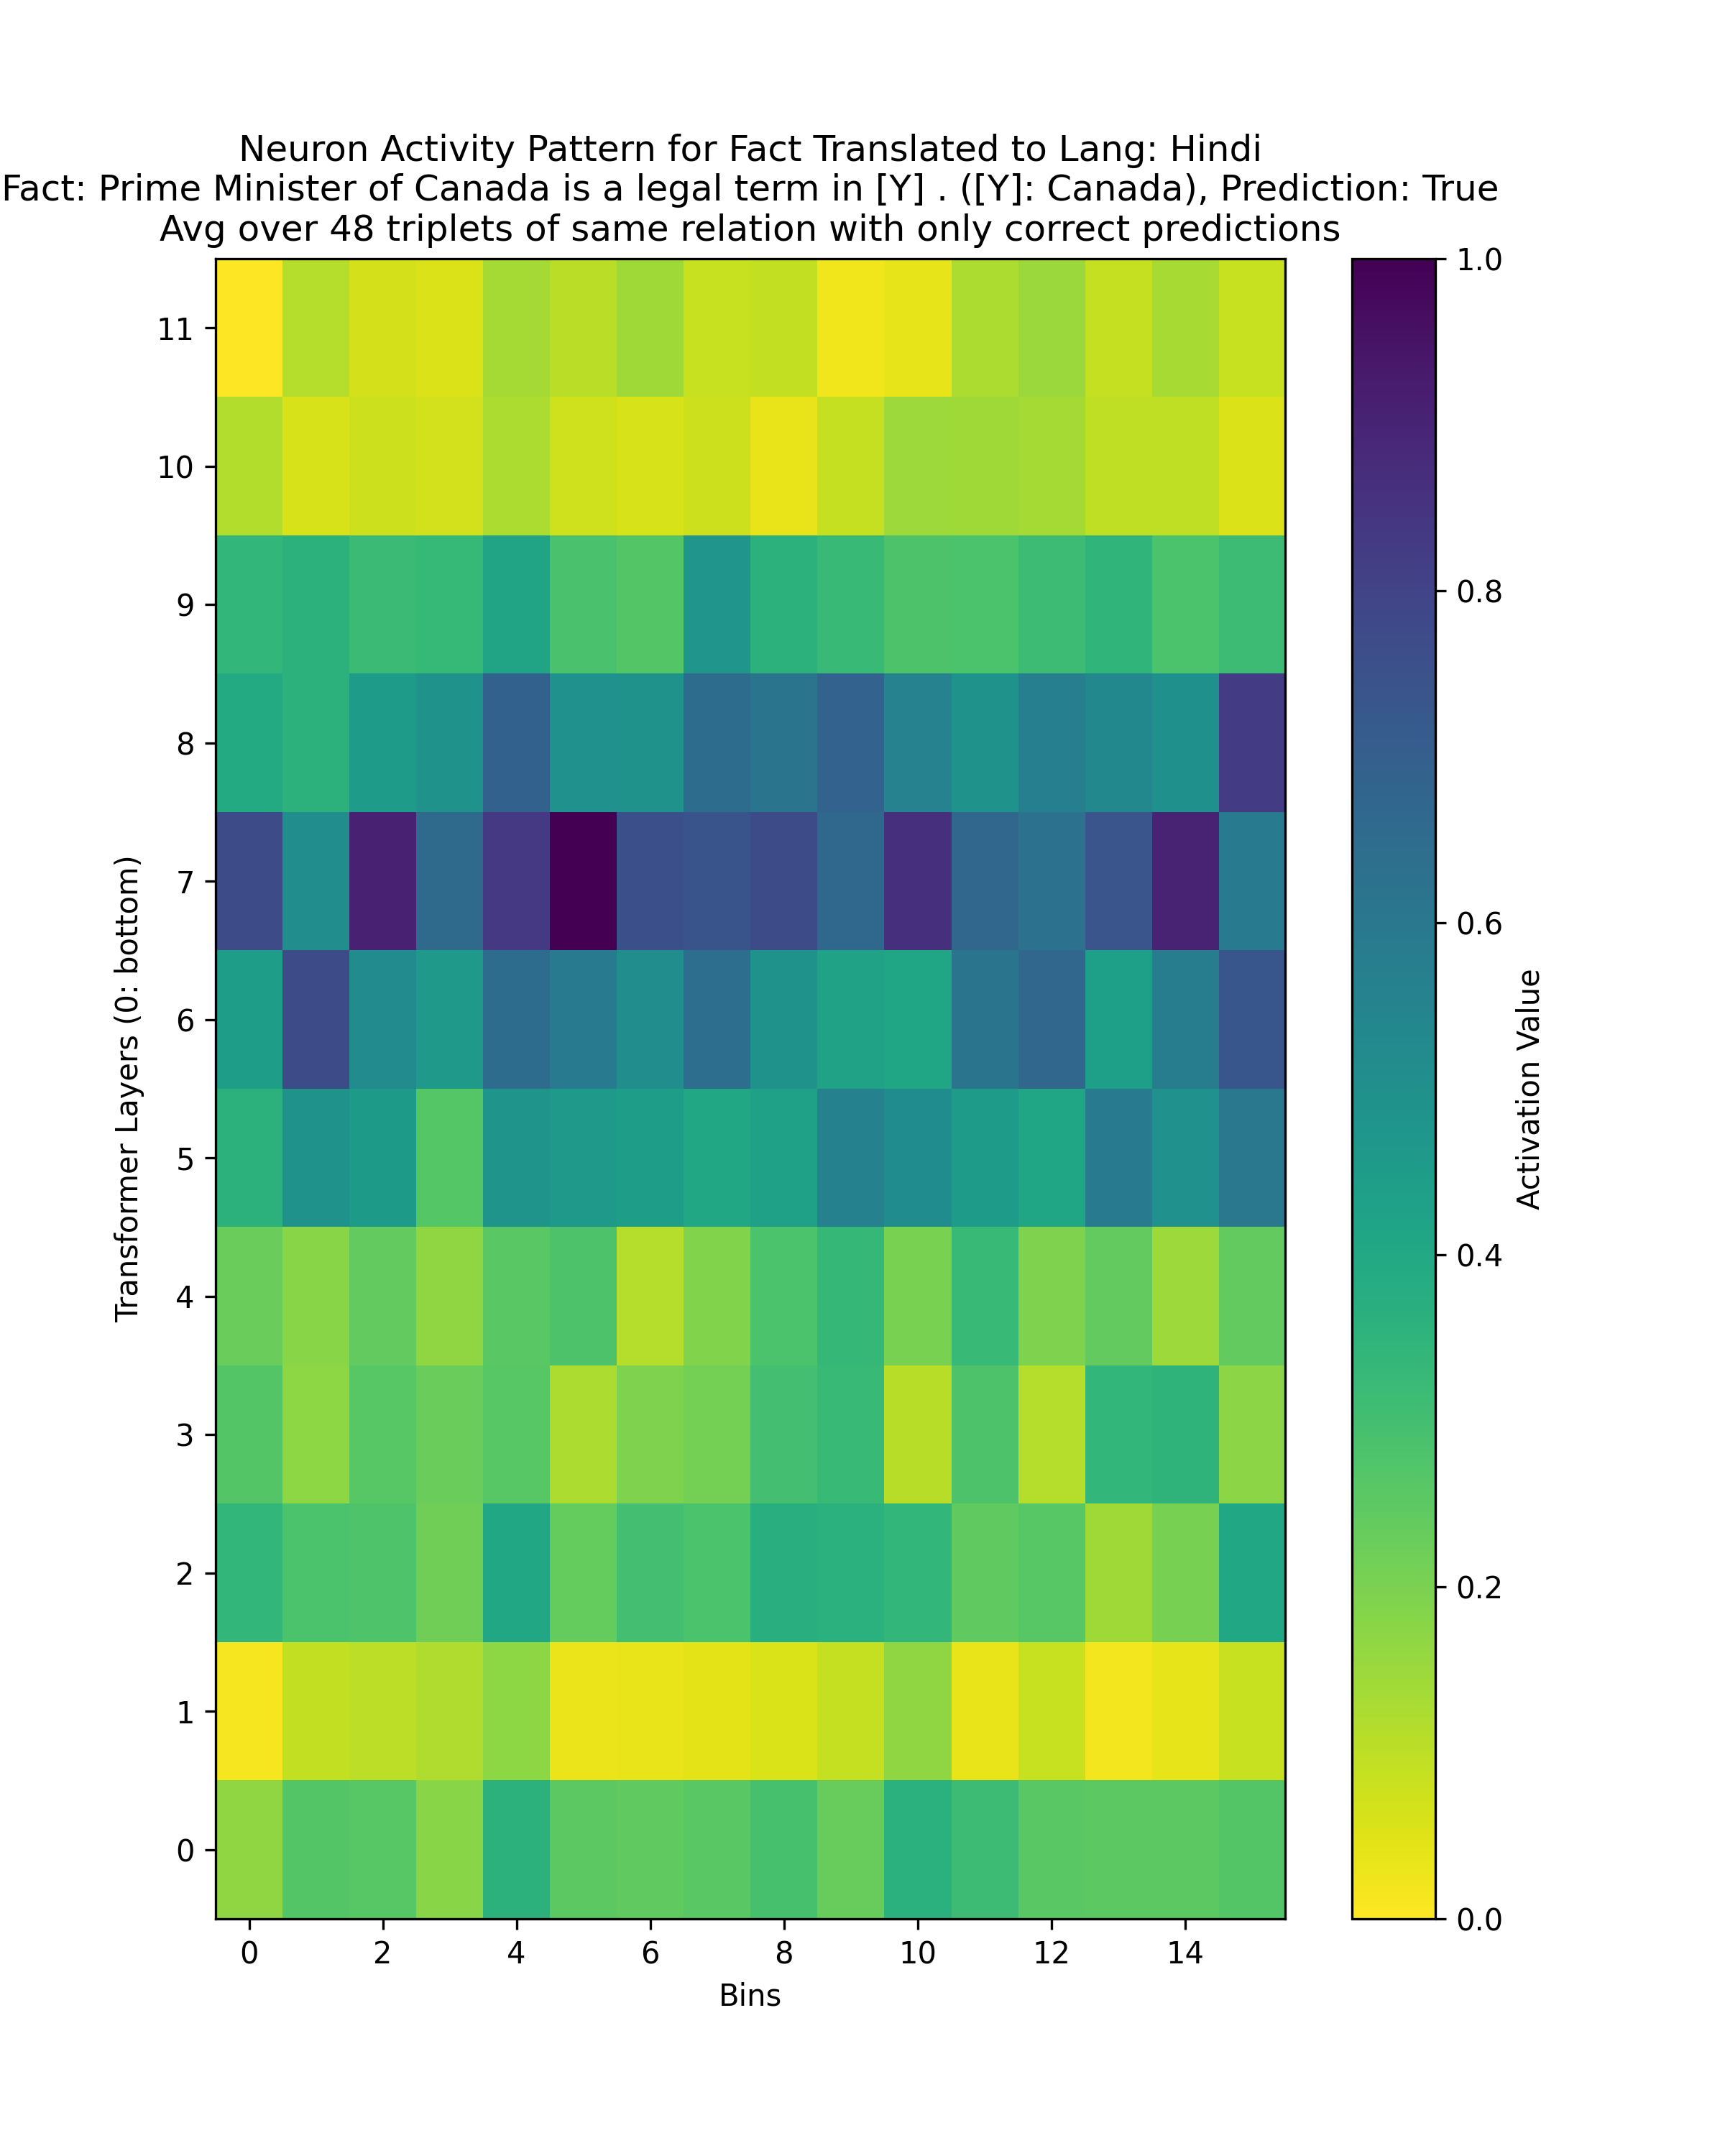 Neuron Activity Pattern for Fact Translated to Lang: Hindi
Fact: Prime Minister of Canada is a legal term in [Y] . ([Y]: Canada), Prediction: True
Avg over 48 triplets of same relation with only correct predictions
Transformer Layers (0: bottom)
11
10
9
8
7
6
5
4
3
2
1
0
0 2 4 6 8 10 12 14
Bins
1.0
0.8
0.6
0.4
0.2
0.0
Activation Value